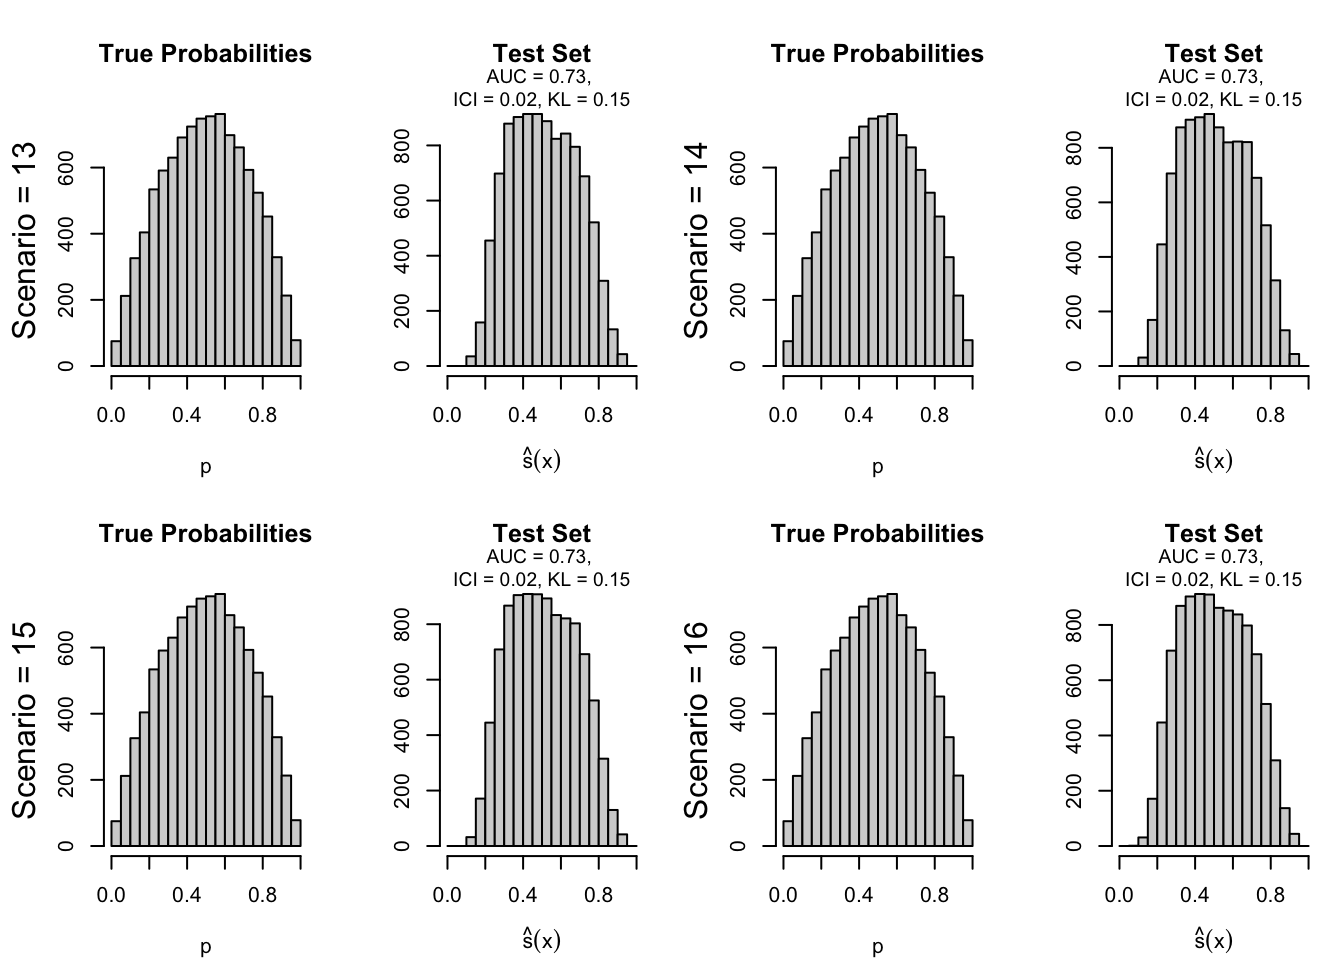 True Probabilities
Test Set
AUC = 0.73,
ICI = 0.02, KL = 0.15
True Probabilities
Test Set
AUC = 0.73,
ICI = 0.02, KL = 0.15
Scenario = 13
0 200 400 600
0.0 0.4 0.8
p
0 200 400 600 800
0.0 0.4 0.8
ŝ(x)
Scenario = 14
0 200 400 600
0.0 0.4 0.8
p
0 200 400 600 800
0.0 0.4 0.8
ŝ(x)
True Probabilities
Test Set
AUC = 0.73,
ICI = 0.02, KL = 0.15
True Probabilities
Test Set
AUC = 0.73,
ICI = 0.02, KL = 0.15
Scenario = 15
0 200 400 600
0.0 0.4 0.8
p
0 200 400 600 800
0.0 0.4 0.8
ŝ(x)
Scenario = 16
0 200 400 600
0.0 0.4 0.8
p
0 200 400 600 800
0.0 0.4 0.8
ŝ(x)